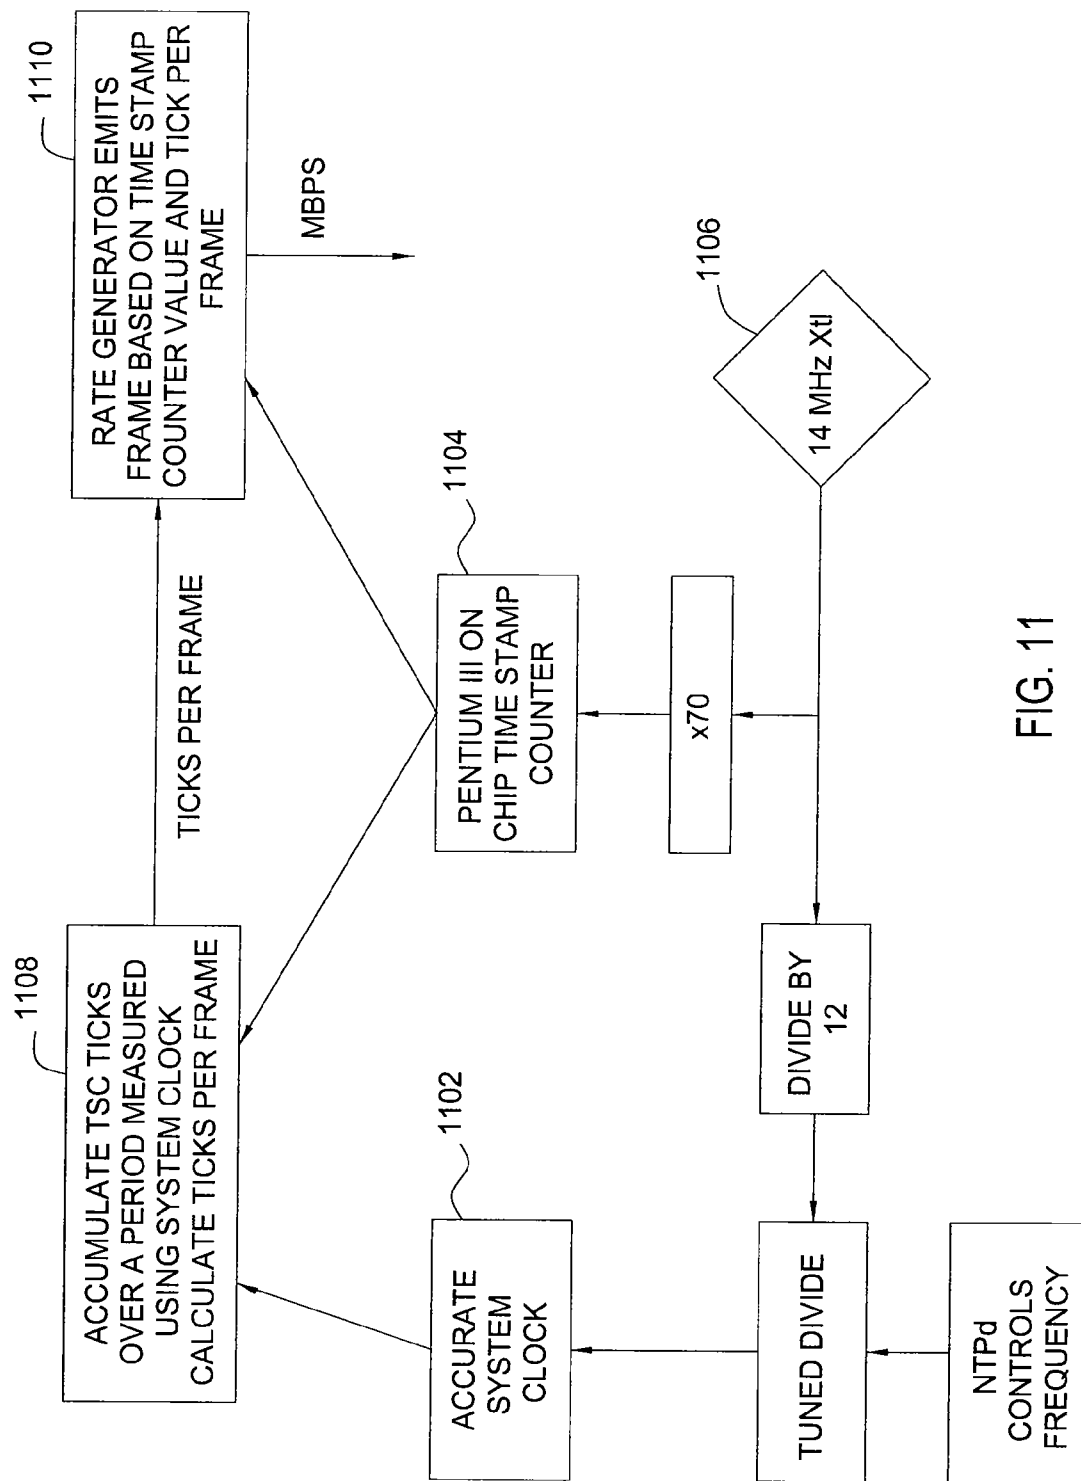 ACCUMULATE TSC TICKS
OVER A PERIOD MEASURED
USING SYSTEM CLOCK
CALCULATE TICKS PER FRAME
1108
TICKS PER FRAME
RATE GENERATOR EMITS
FRAME BASED ON TIME STAMP
COUNTER VALUE AND TICK PER
FRAME
1110
MBPS
ACCURATE
SYSTEM
CLOCK
1102
PENTIUM III ON
CHIP TIME STAMP
COUNTER
1104
x70
14 MHz Xtl
1106
TUNED DIVIDE
DIVIDE BY
12
NTPd
CONTROLS
FREQUENCY
FIG. 11